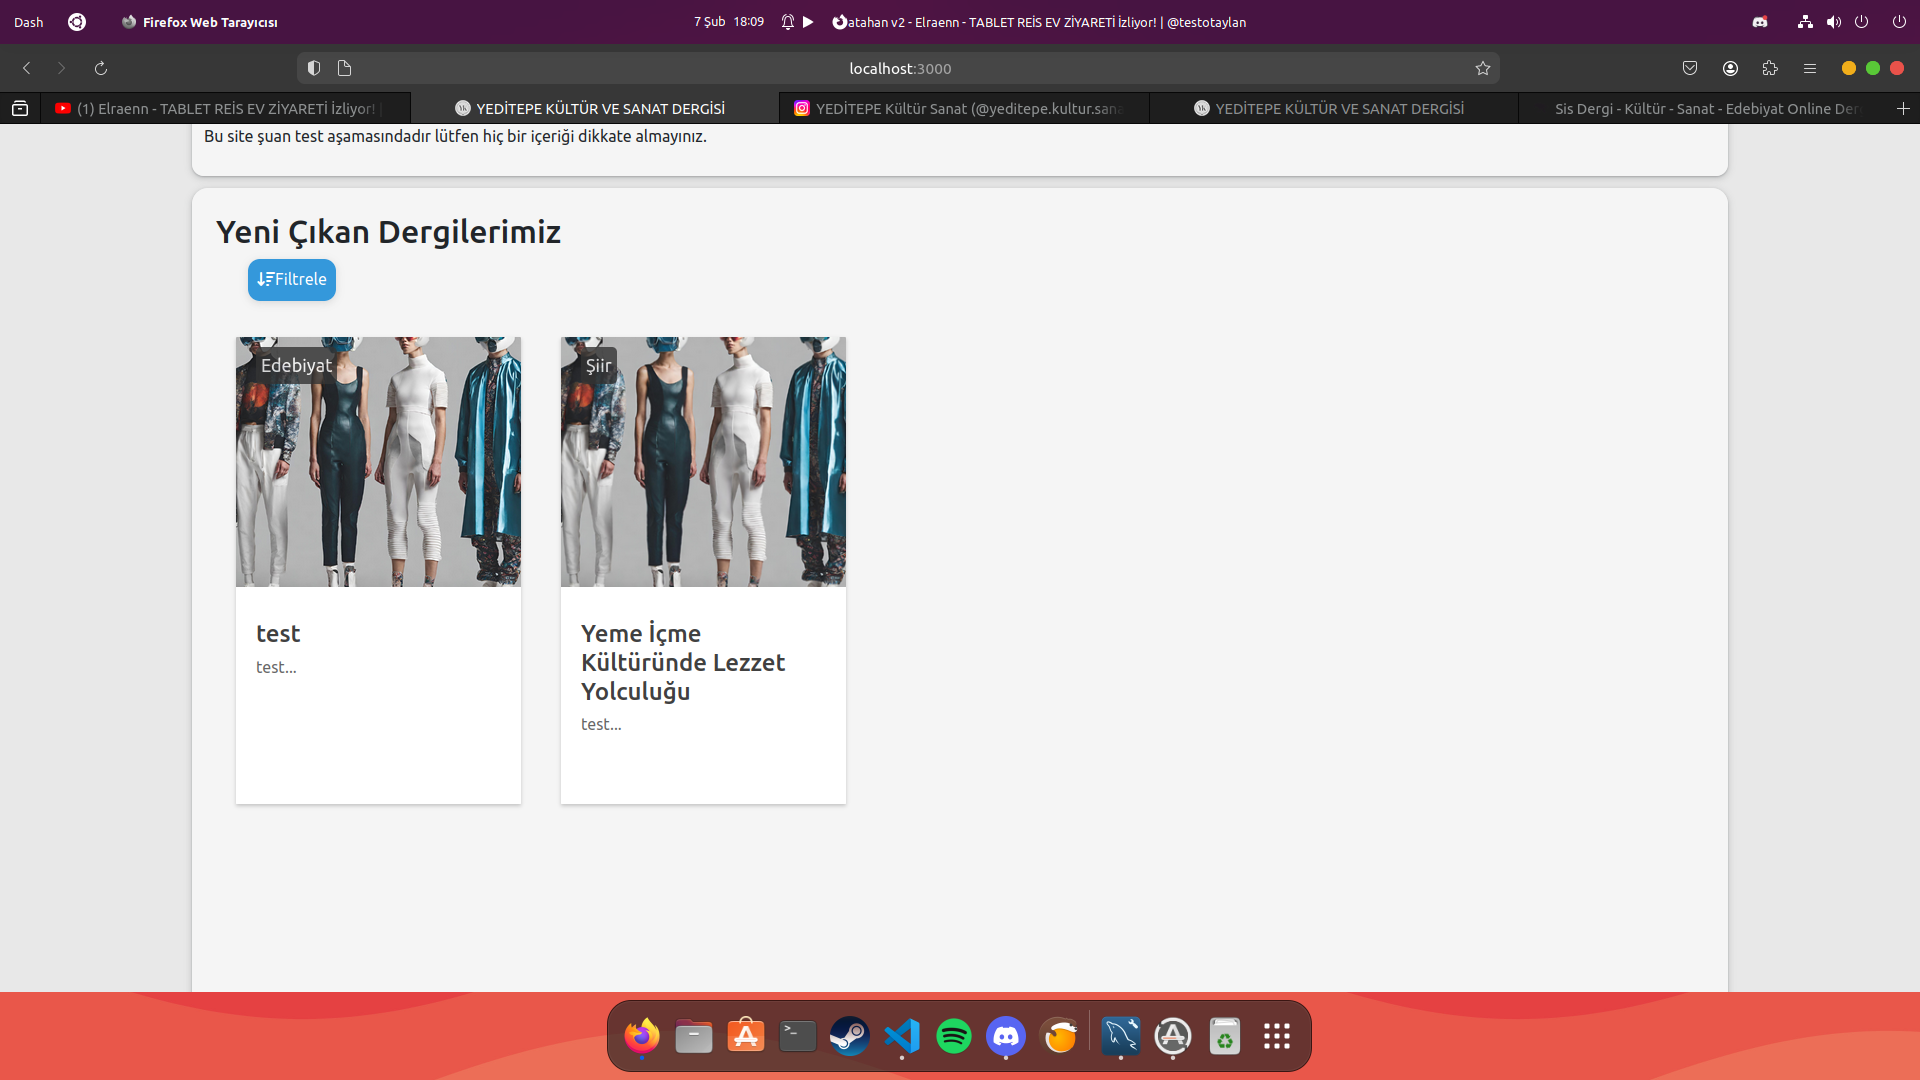 Dash
Firefox Web Tarayıcısı
7 Şub 18:09
atahan v2 - Elraenn - TABLET REİS EV ZİYARETİ İzliyor! | @testotaylan
localhost:3000
(1) Elraenn - TABLET REİS EV ZİYARETİ İzliyor! |
YEDİTEPE KÜLTÜR VE SANAT DERGİSİ
YEDİTEPE Kültür Sanat (@yeditepe.kultur.sana
YEDİTEPE KÜLTÜR VE SANAT DERGİSİ
Sis Dergi - Kültür - Sanat - Edebiyat Online Der
Bu site şuan test aşamasındadır lütfen hiç bir içeriği dikkate almayınız.
Yeni Çıkan Dergilerimiz
Filtrele
Edebiyat
Şiir
test
test...
Yeme İçme
Kültüründe Lezzet
Yolculuğu
test...